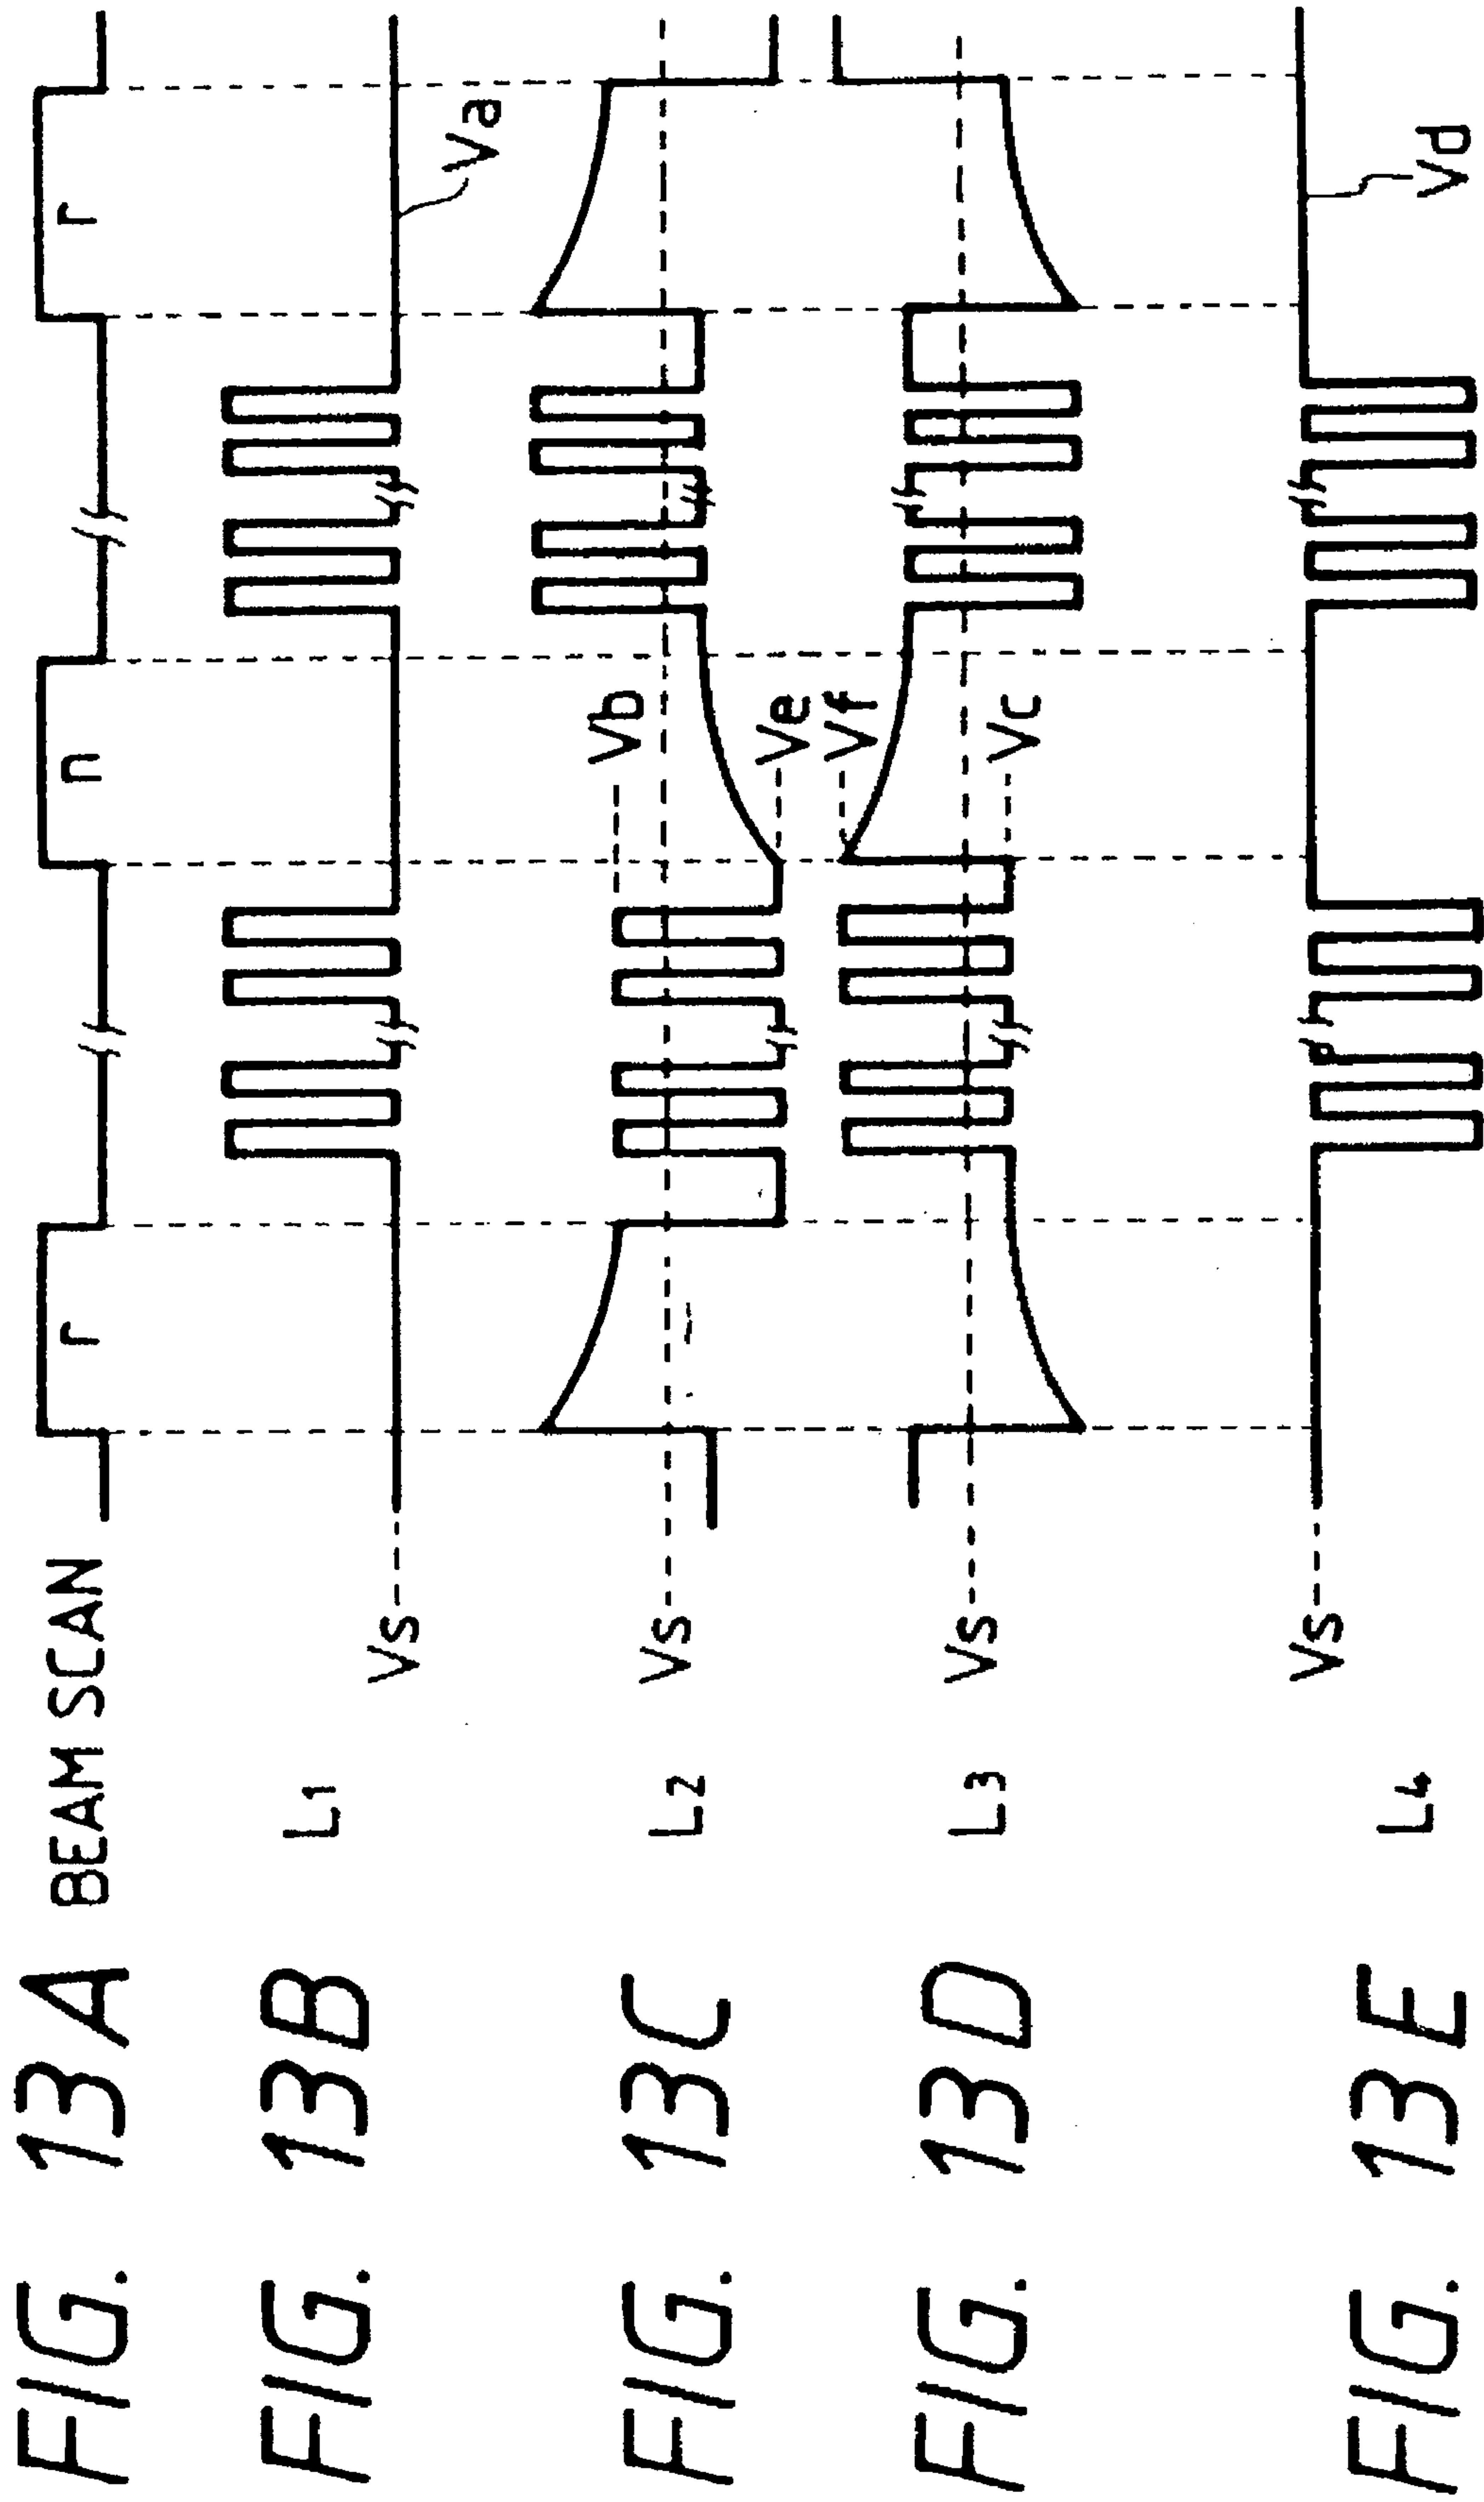 FIG. 13A BEAM SCAN r n r
FIG. 13B L1 Vs Va
FIG. 13C L2 Vs Vb Ve
FIG. 13D L3 Vs Vf Vc
FIG. 13E L4 Vs Vd